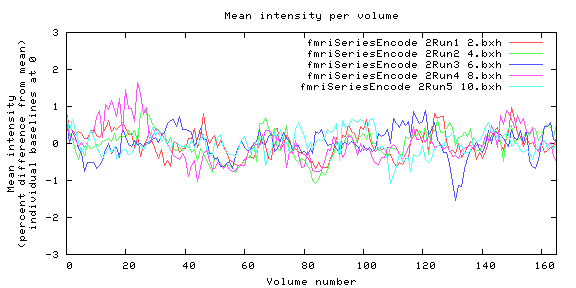 Mean intensity per volume
fmriSeriesEncode 2Run1 2.bxh
fmriSeriesEncode 2Run2 4.bxh
fmriSeriesEncode 2Run3 6.bxh
fmriSeriesEncode 2Run4 8.bxh
fmriSeriesEncode 2Run5 10.bxh
Mean intensity
(percent difference from mean)
individual baselines at 0
3
2
1
0
-1
-2
-3
0 20 40 60 80 100 120 140 160
Volume number